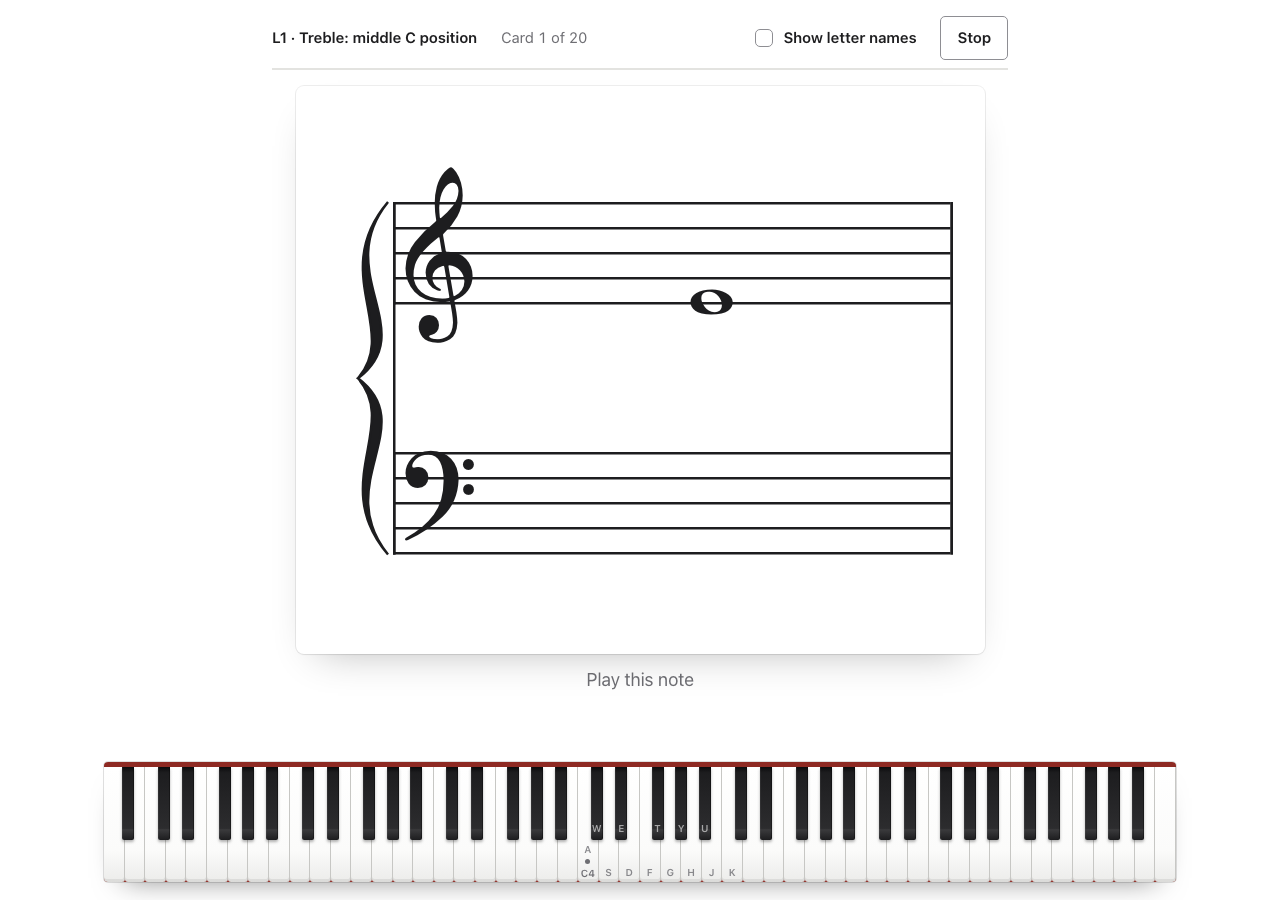 L1 · Treble: middle C position Card 1 of 20 Show letter names Stop
Play this note
W E T Y U
A
C4 S D F G H J K